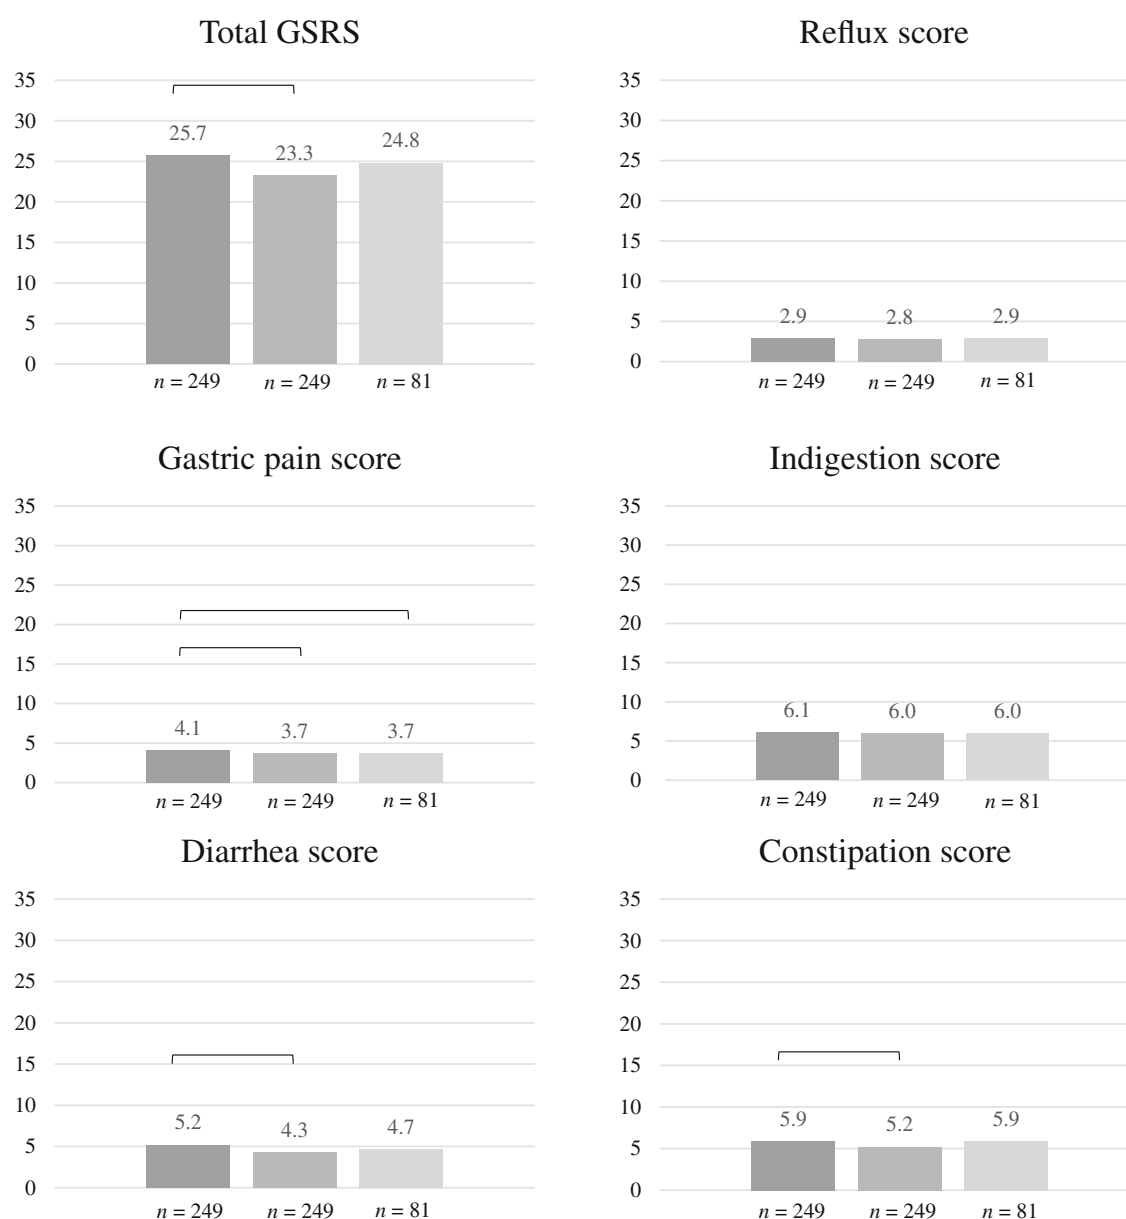 Total GSRS
35
30
25
20
15
10
5
0
25.7
23.3
24.8
n = 249
n = 249
n = 81
Reflux score
35
30
25
20
15
10
5
0
2.9
2.8
2.9
n = 249
n = 249
n = 81
Gastric pain score
35
30
25
20
15
10
5
0
4.1
3.7
3.7
n = 249
n = 249
n = 81
Indigestion score
35
30
25
20
15
10
5
0
6.1
6.0
6.0
n = 249
n = 249
n = 81
Diarrhea score
35
30
25
20
15
10
5
0
5.2
4.3
4.7
n = 249
n = 249
n = 81
Constipation score
35
30
25
20
15
10
5
0
5.9
5.2
5.9
n = 249
n = 249
n = 81